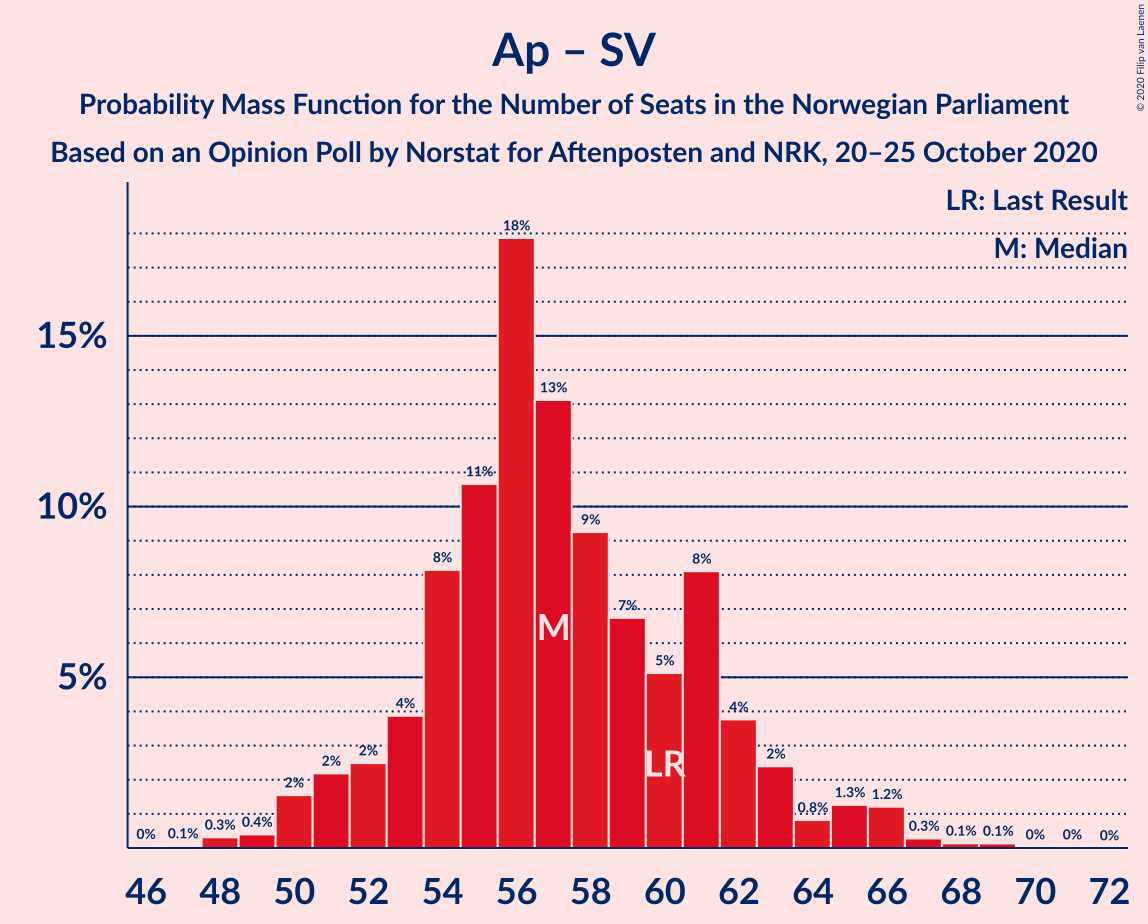 Ap – SV
Probability Mass Function for the Number of Seats in the Norwegian Parliament
Based on an Opinion Poll by Norstat for Aftenposten and NRK, 20–25 October 2020
© 2020 Filip van Laenen
LR: Last Result
M: Median
15%
10%
5%
0% 0.1% 0.3% 0.4% 2% 2% 2% 4% 8% 11% 18% 13% 9% 7% 5% 8% 4% 2% 0.8% 1.3% 1.2% 0.3% 0.1% 0.1% 0% 0% 0%
M
LR
46 48 50 52 54 56 58 60 62 64 66 68 70 72